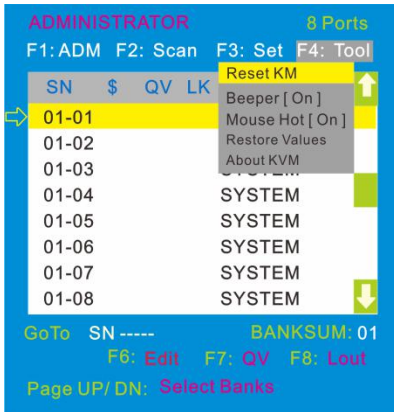 ADMINISTRATOR 8 Ports
F1: ADM F2: Scan F3: Set F4: Tool
SN $ QV LK
Reset KM
Beeper [ On ]
Mouse Hot [ On ]
Restore Values
About KVM
01-01
01-02
01-03
01-04 SYSTEM
01-05 SYSTEM
01-06 SYSTEM
01-07 SYSTEM
01-08 SYSTEM
GoTo SN ----- BANKSUM: 01
F6: Edit F7: QV F8: Lout
Page UP/ DN: Select Banks